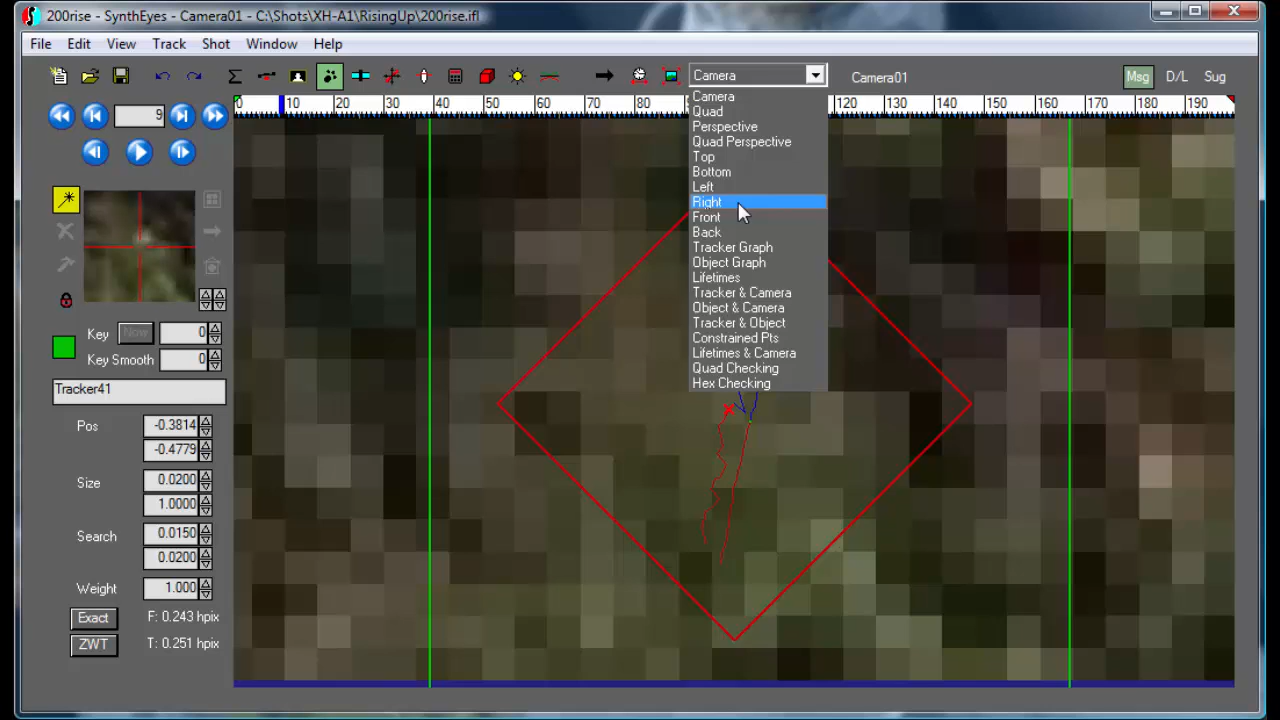 200rise - SynthEyes - Camera01 - C:\Shots\XH-A1\RisingUp\200rise.ifl
File Edit View Track Shot Window Help
Camera Camera01 Msg D/L Sug
0 10 20 30 40 50 60 70 80 120 130 140 150 160 170 180 190
9
Camera
Quad
Perspective
Quad Perspective
Top
Bottom
Left
Right
Front
Back
Tracker Graph
Object Graph
Lifetimes
Tracker & Camera
Object & Camera
Tracker & Object
Constrained Pts
Lifetimes & Camera
Quad Checking
Hex Checking
Key Now 0
Key Smooth 0
Tracker41
Pos -0.3814
-0.4779
Size 0.0200
1.0000
Search 0.0150
0.0200
Weight 1.000
Exact F: 0.243 hpix
ZWT T: 0.251 hpix